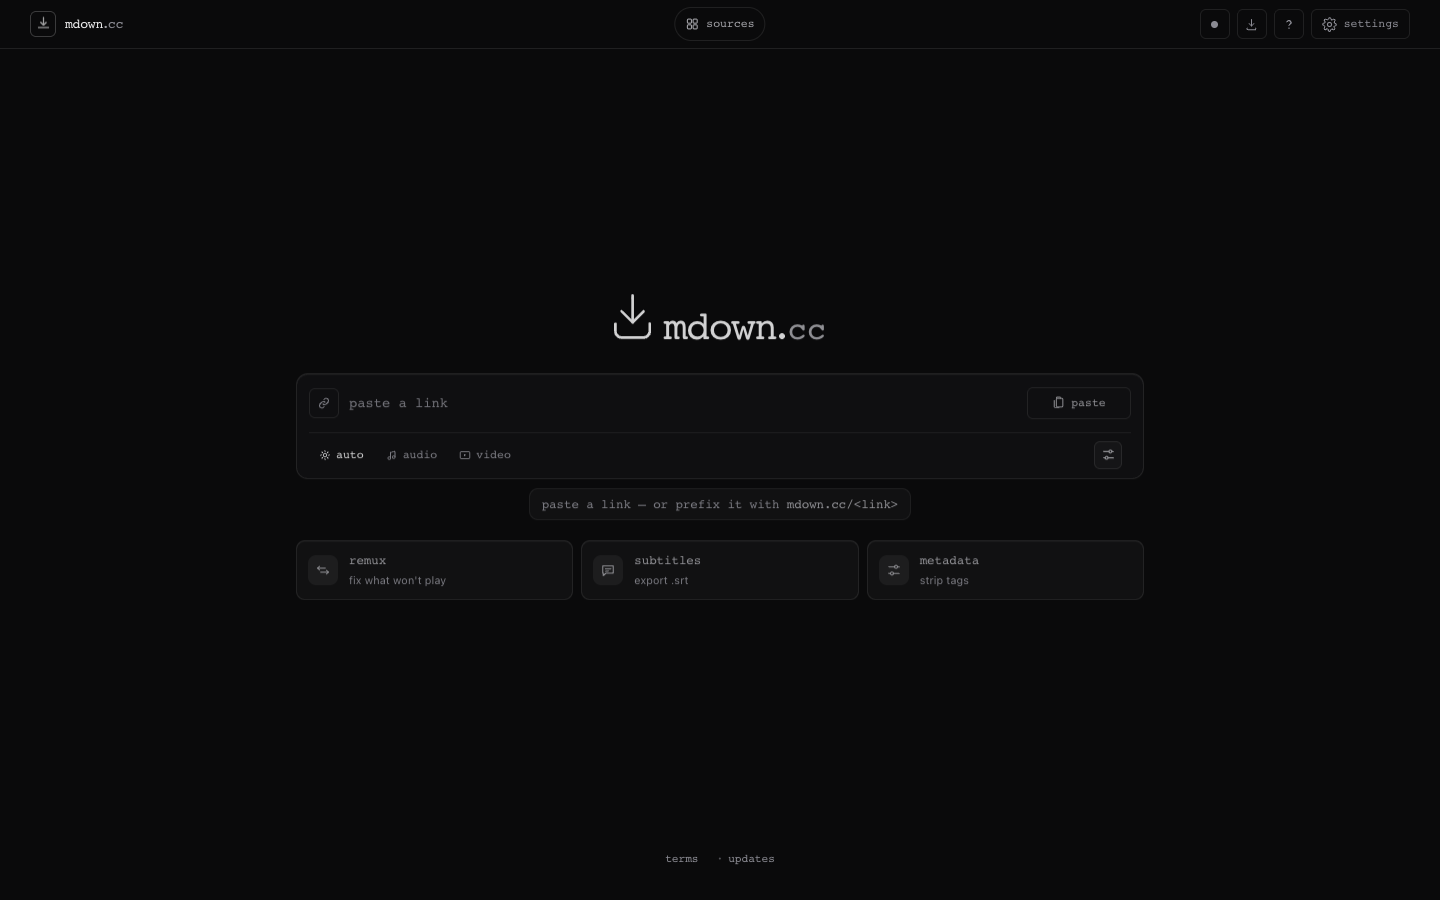 mdown.cc
sources
?
settings
mdown.cc
paste a link
paste
auto
audio
video
paste a link — or prefix it with mdown.cc/<link>
remux
fix what won't play
subtitles
export .srt
metadata
strip tags
terms · updates